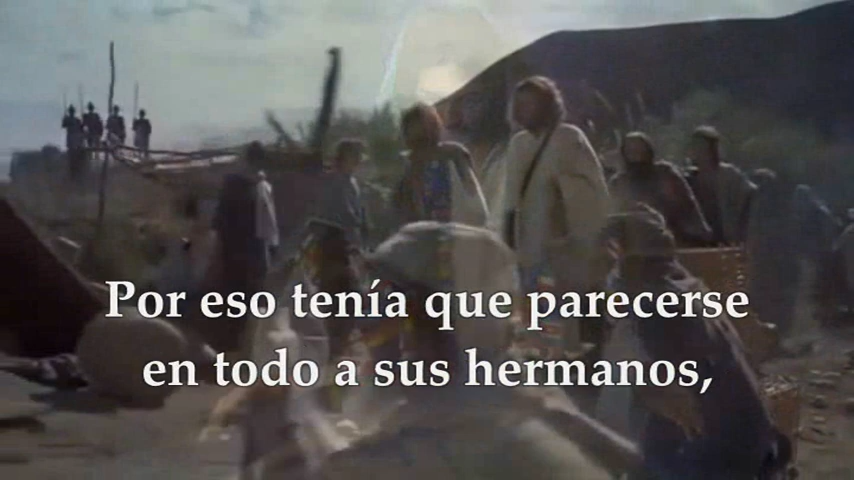 Por eso tenía que parecerse
en todo a sus hermanos,